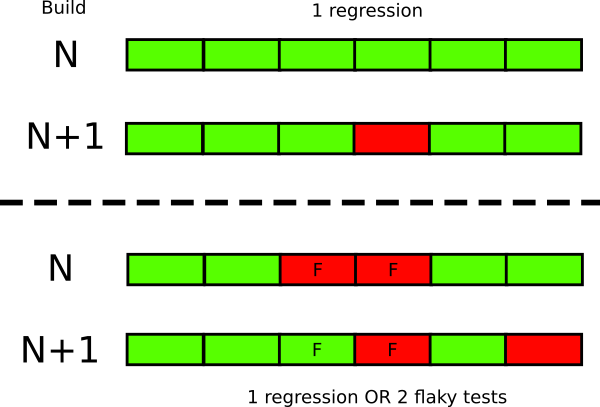 Build
1 regression
N
N+1
N
F F
N+1
F F
1 regression OR 2 flaky tests